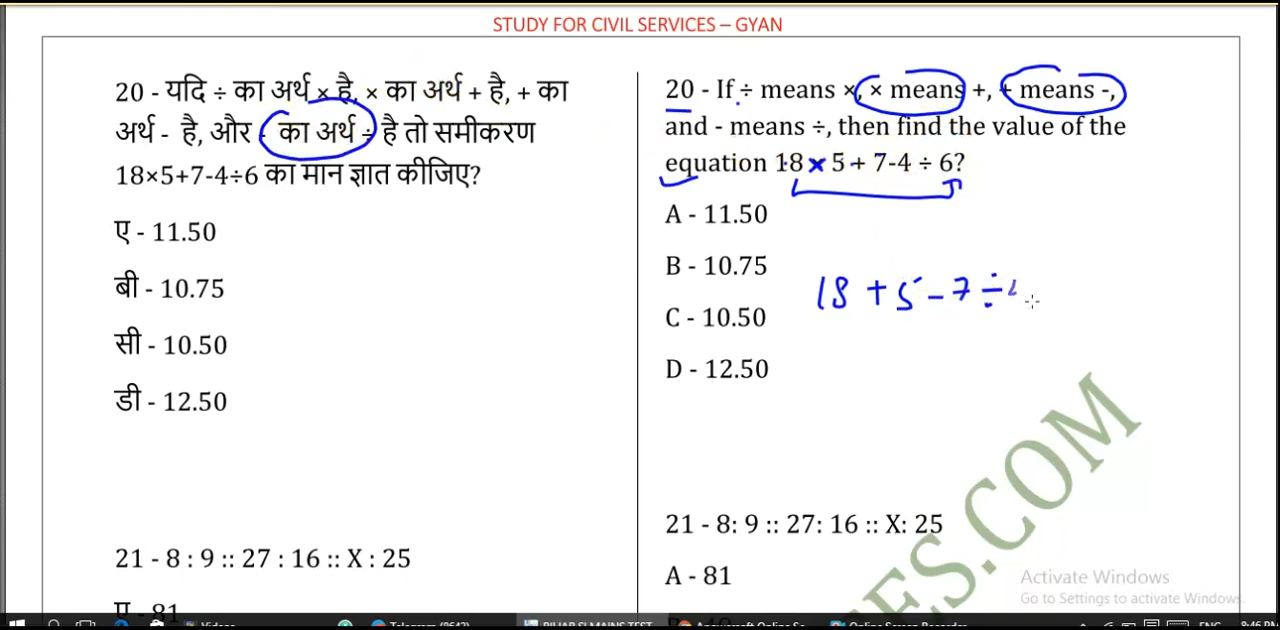 STUDY FOR CIVIL SERVICES – GYAN
20 - यदि ÷ का अर्थ × है, × का अर्थ + है, + का
अर्थ - है, और - का अर्थ ÷ है तो समीकरण
18×5+7-4÷6 का मान ज्ञात कीजिए?
ए - 11.50
बी - 10.75
सी - 10.50
डी - 12.50
21 - 8 : 9 :: 27 : 16 :: X : 25
ए - 81
20 - If ÷ means ×, × means +, + means -,
and - means ÷, then find the value of the
equation 18 × 5 + 7-4 ÷ 6?
A - 11.50
B - 10.75
C - 10.50
D - 12.50
18 + 5 - 7 ÷
21 - 8: 9 :: 27: 16 :: X: 25
A - 81
ES.COM
Activate Windows
Go to Settings to activate Windows.